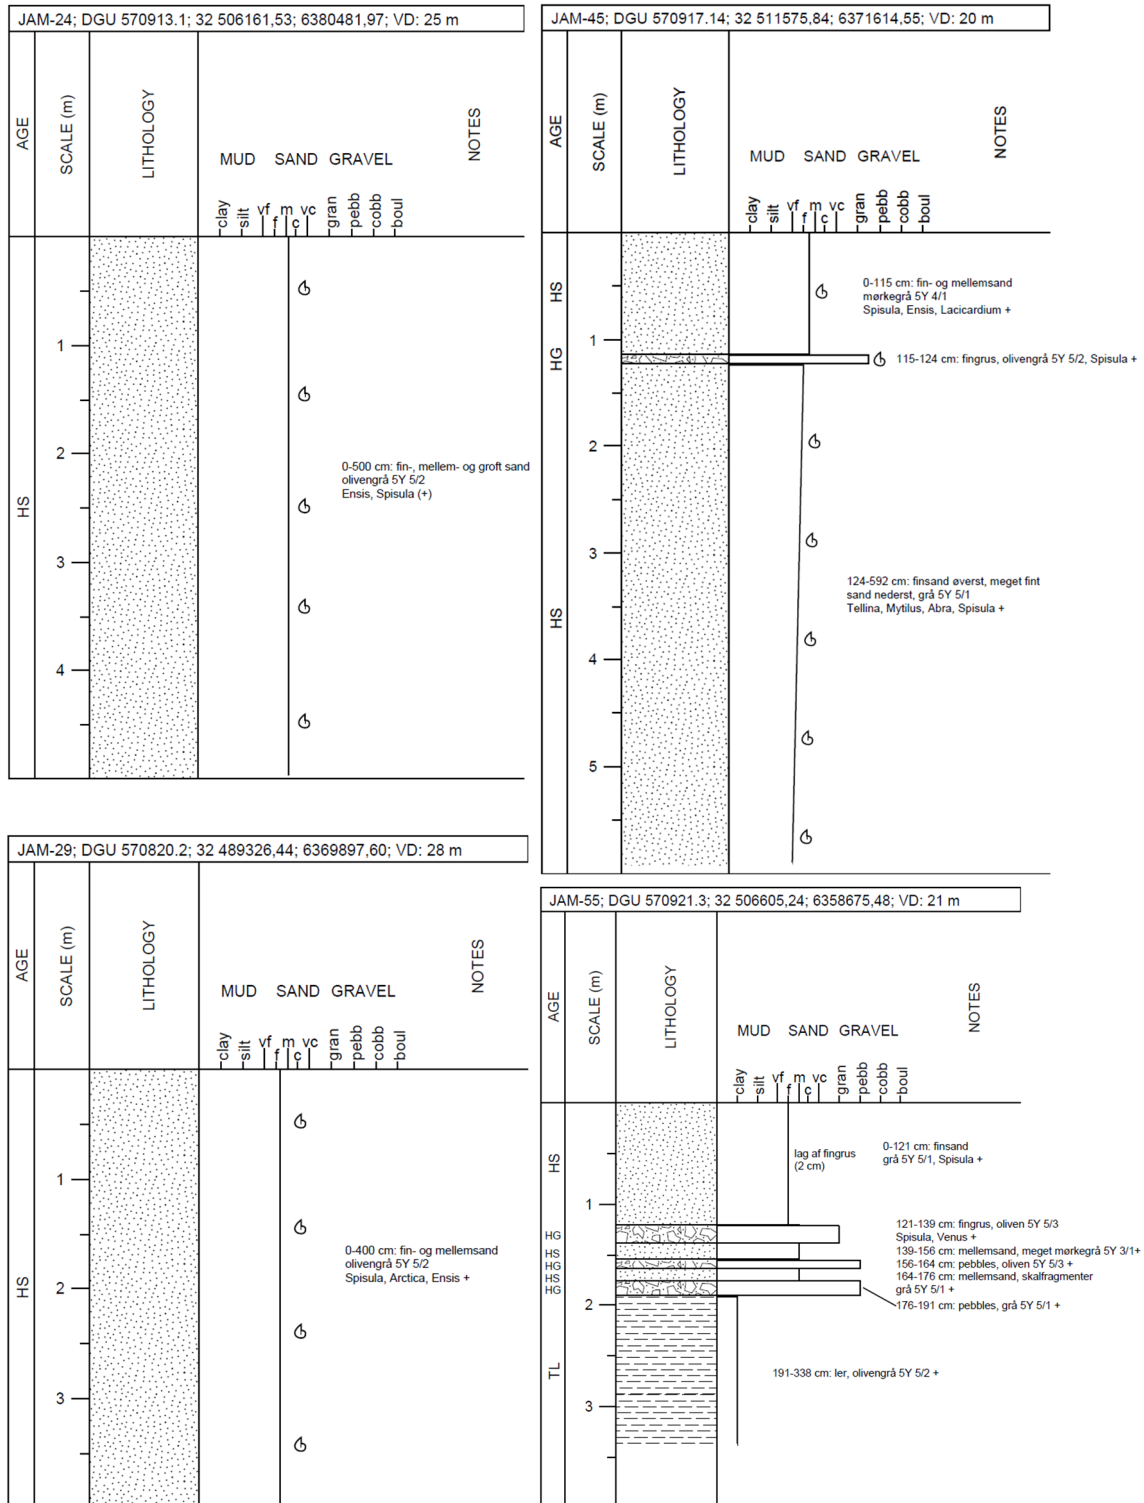 JAM-24; DGU 570913.1; 32 506161,53; 6380481,97; VD: 25 m
AGE
SCALE (m)
LITHOLOGY
MUD SAND GRAVEL
NOTES
clay
silt
vf
f
m
c
vc
gran
pebb
cobb
boul
HS
1
2
3
4
0-500 cm: fin-, mellem- og groft sand
olivengrå 5Y 5/2
Ensis, Spisula (+)
JAM-45; DGU 570917.14; 32 511575,84; 6371614,55; VD: 20 m
AGE
SCALE (m)
LITHOLOGY
MUD SAND GRAVEL
NOTES
clay
silt
vf
f
m
c
vc
gran
pebb
cobb
boul
HS
HG
HS
1
2
3
4
5
0-115 cm: fin- og mellemsand
mørkegrå 5Y 4/1
Spisula, Ensis, Lacicardium +
115-124 cm: fingrus, olivengrå 5Y 5/2, Spisula +
124-592 cm: finsand øverst, meget fint
sand nederst, grå 5Y 5/1
Tellina, Mytilus, Abra, Spisula +
JAM-29; DGU 570820.2; 32 489326,44; 6369897,60; VD: 28 m
AGE
SCALE (m)
LITHOLOGY
MUD SAND GRAVEL
NOTES
clay
silt
vf
f
m
c
vc
gran
pebb
cobb
boul
HS
1
2
3
0-400 cm: fin- og mellemsand
olivengrå 5Y 5/2
Spisula, Arctica, Ensis +
JAM-55; DGU 570921.3; 32 506605,24; 6358675,48; VD: 21 m
AGE
SCALE (m)
LITHOLOGY
MUD SAND GRAVEL
NOTES
clay
silt
vf
f
m
c
vc
gran
pebb
cobb
boul
HS
HG
HS
HG
HS
HG
TL
1
2
3
lag af fingrus
(2 cm)
0-121 cm: finsand
grå 5Y 5/1, Spisula +
121-139 cm: fingrus, oliven 5Y 5/3
Spisula, Venus +
139-156 cm: mellemsand, meget mørkegrå 5Y 3/1+
156-164 cm: pebbles, oliven 5Y 5/3 +
164-176 cm: mellemsand, skalfragmenter
grå 5Y 5/1 +
176-191 cm: pebbles, grå 5Y 5/1 +
191-338 cm: ler, olivengrå 5Y 5/2 +